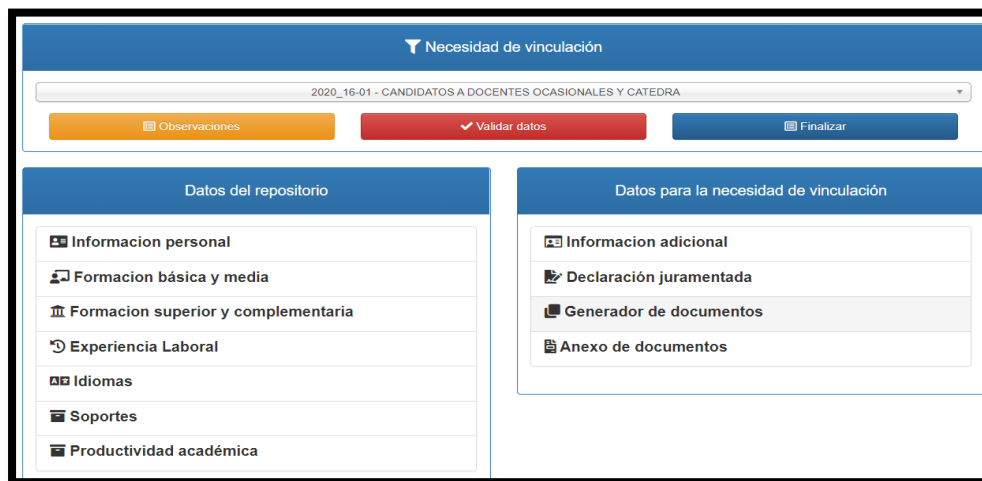 Necesidad de vinculación
2020_16-01 - CANDIDATOS A DOCENTES OCASIONALES Y CATEDRA
Observaciones
Validar datos
Finalizar
Datos del repositorio
Informacion personal
Formacion básica y media
Formacion superior y complementaria
Experiencia Laboral
Idiomas
Soportes
Productividad académica
Datos para la necesidad de vinculación
Informacion adicional
Declaración juramentada
Generador de documentos
Anexo de documentos